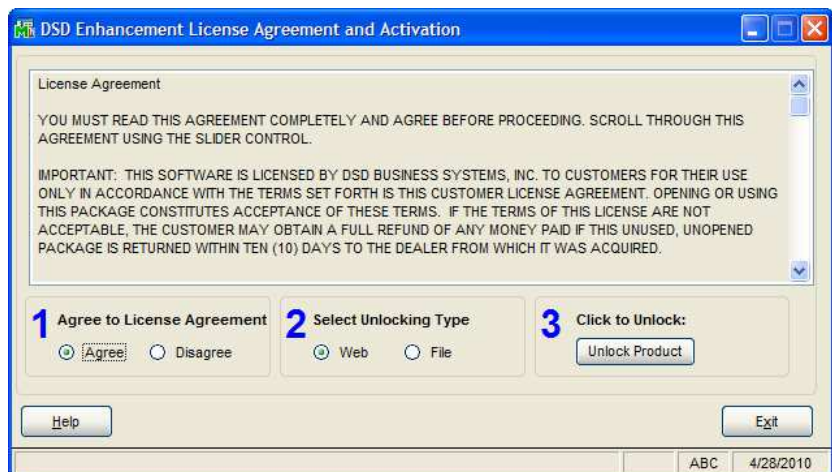 DSD Enhancement License Agreement and Activation
License Agreement
YOU MUST READ THIS AGREEMENT COMPLETELY AND AGREE BEFORE PROCEEDING. SCROLL THROUGH THIS
AGREEMENT USING THE SLIDER CONTROL.
IMPORTANT: THIS SOFTWARE IS LICENSED BY DSD BUSINESS SYSTEMS, INC. TO CUSTOMERS FOR THEIR USE
ONLY IN ACCORDANCE WITH THE TERMS SET FORTH IS THIS CUSTOMER LICENSE AGREEMENT. OPENING OR USING
THIS PACKAGE CONSTITUTES ACCEPTANCE OF THESE TERMS. IF THE TERMS OF THIS LICENSE ARE NOT
ACCEPTABLE, THE CUSTOMER MAY OBTAIN A FULL REFUND OF ANY MONEY PAID IF THIS UNUSED, UNOPENED
PACKAGE IS RETURNED WITHIN TEN (10) DAYS TO THE DEALER FROM WHICH IT WAS ACQUIRED.
1 Agree to License Agreement
Agree Disagree
2 Select Unlocking Type
Web File
3 Click to Unlock:
Unlock Product
Help Exit
ABC 4/28/2010